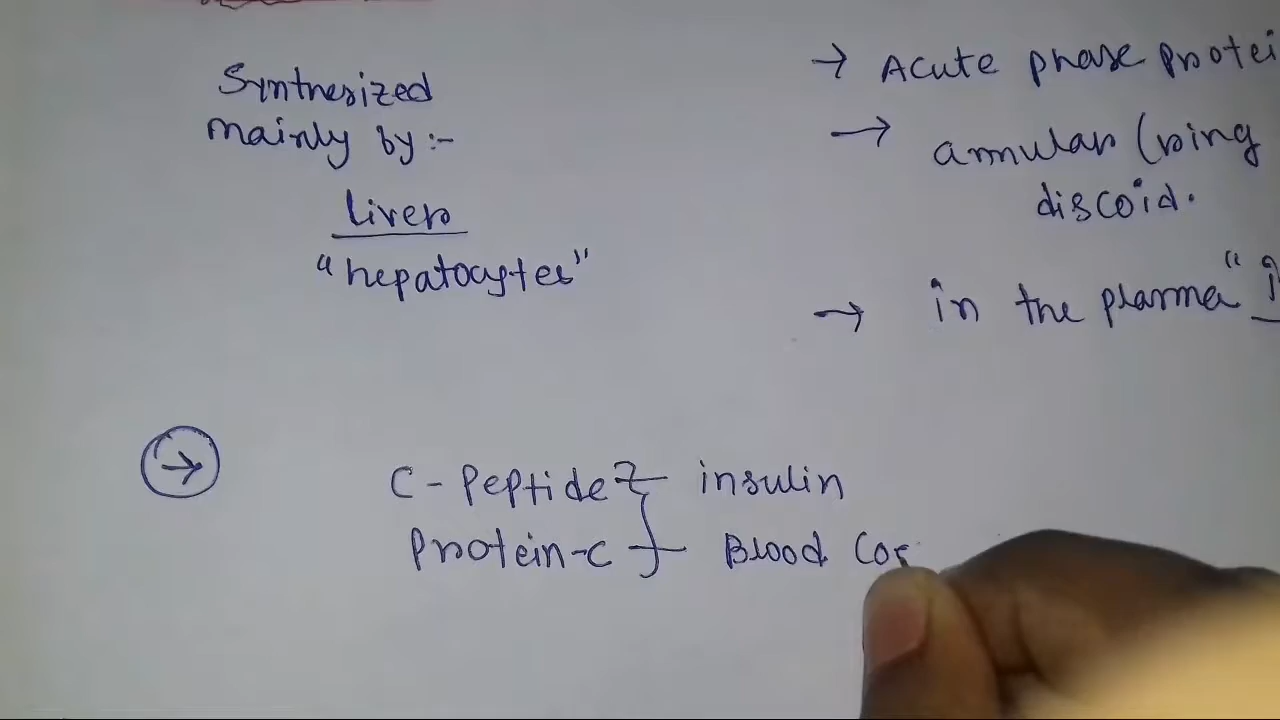 Synthesized
mainly by :-
Liver
"hepatocytes"
→ Acute phase protei
→ annular (ring
discoid.
→ in the plasma "
→ C - Peptide - insulin
Protein-C - Blood Co